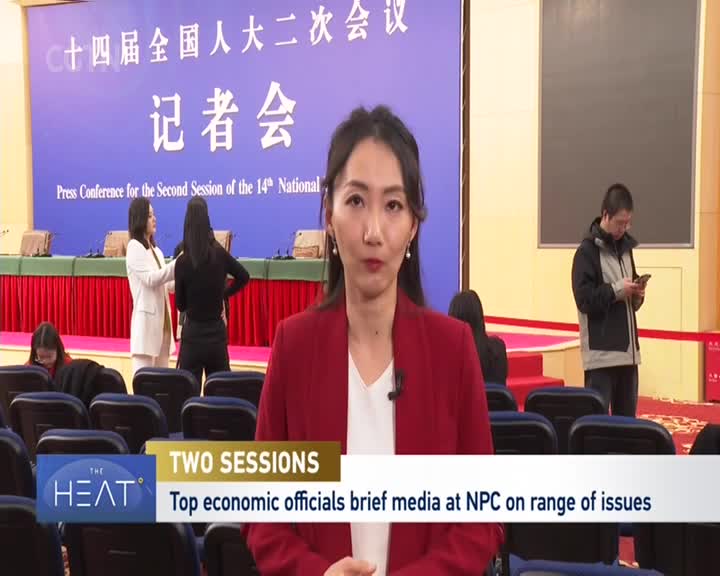 CGTN
十四届全国人大二次会议
记者会
Press Conference for the Second Session of the 14th National
TWO SESSIONS
THE HEAT
Top economic officials brief media at NPC on range of issues